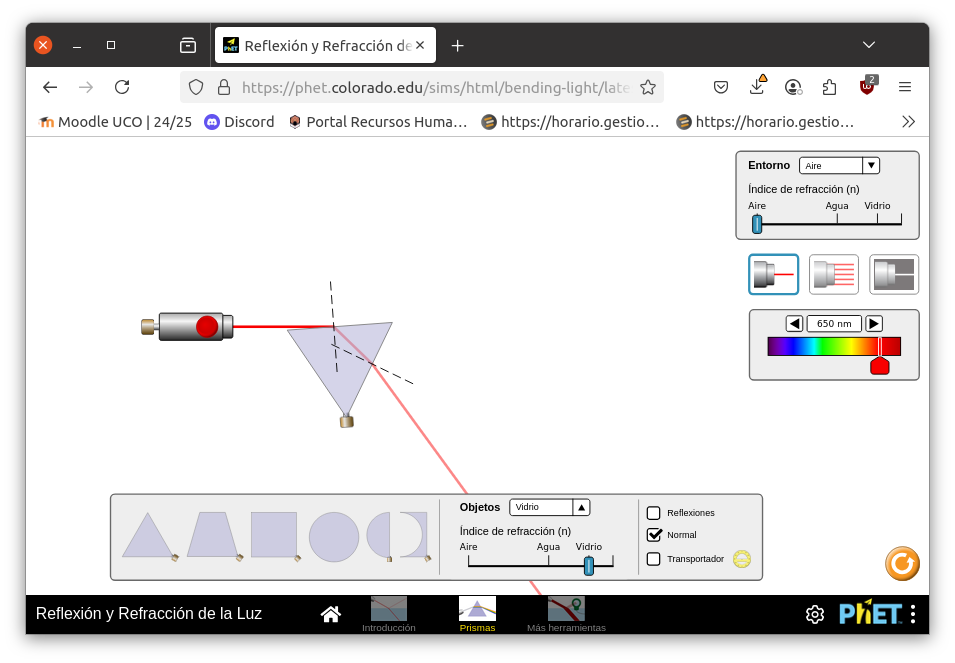 Reflexión y Refracción de
https://phet.colorado.edu/sims/html/bending-light/late
2
Moodle UCO | 24/25
Discord
Portal Recursos Huma…
https://horario.gestio…
https://horario.gestio…
Entorno
Aire
Índice de refracción (n)
Aire
Agua
Vidrio
650 nm
Objetos
Vidrio
Índice de refracción (n)
Aire
Agua
Vidrio
Reflexiones
Normal
Transportador
Reflexión y Refracción de la Luz
Introducción
Prismas
Más herramientas
PhET